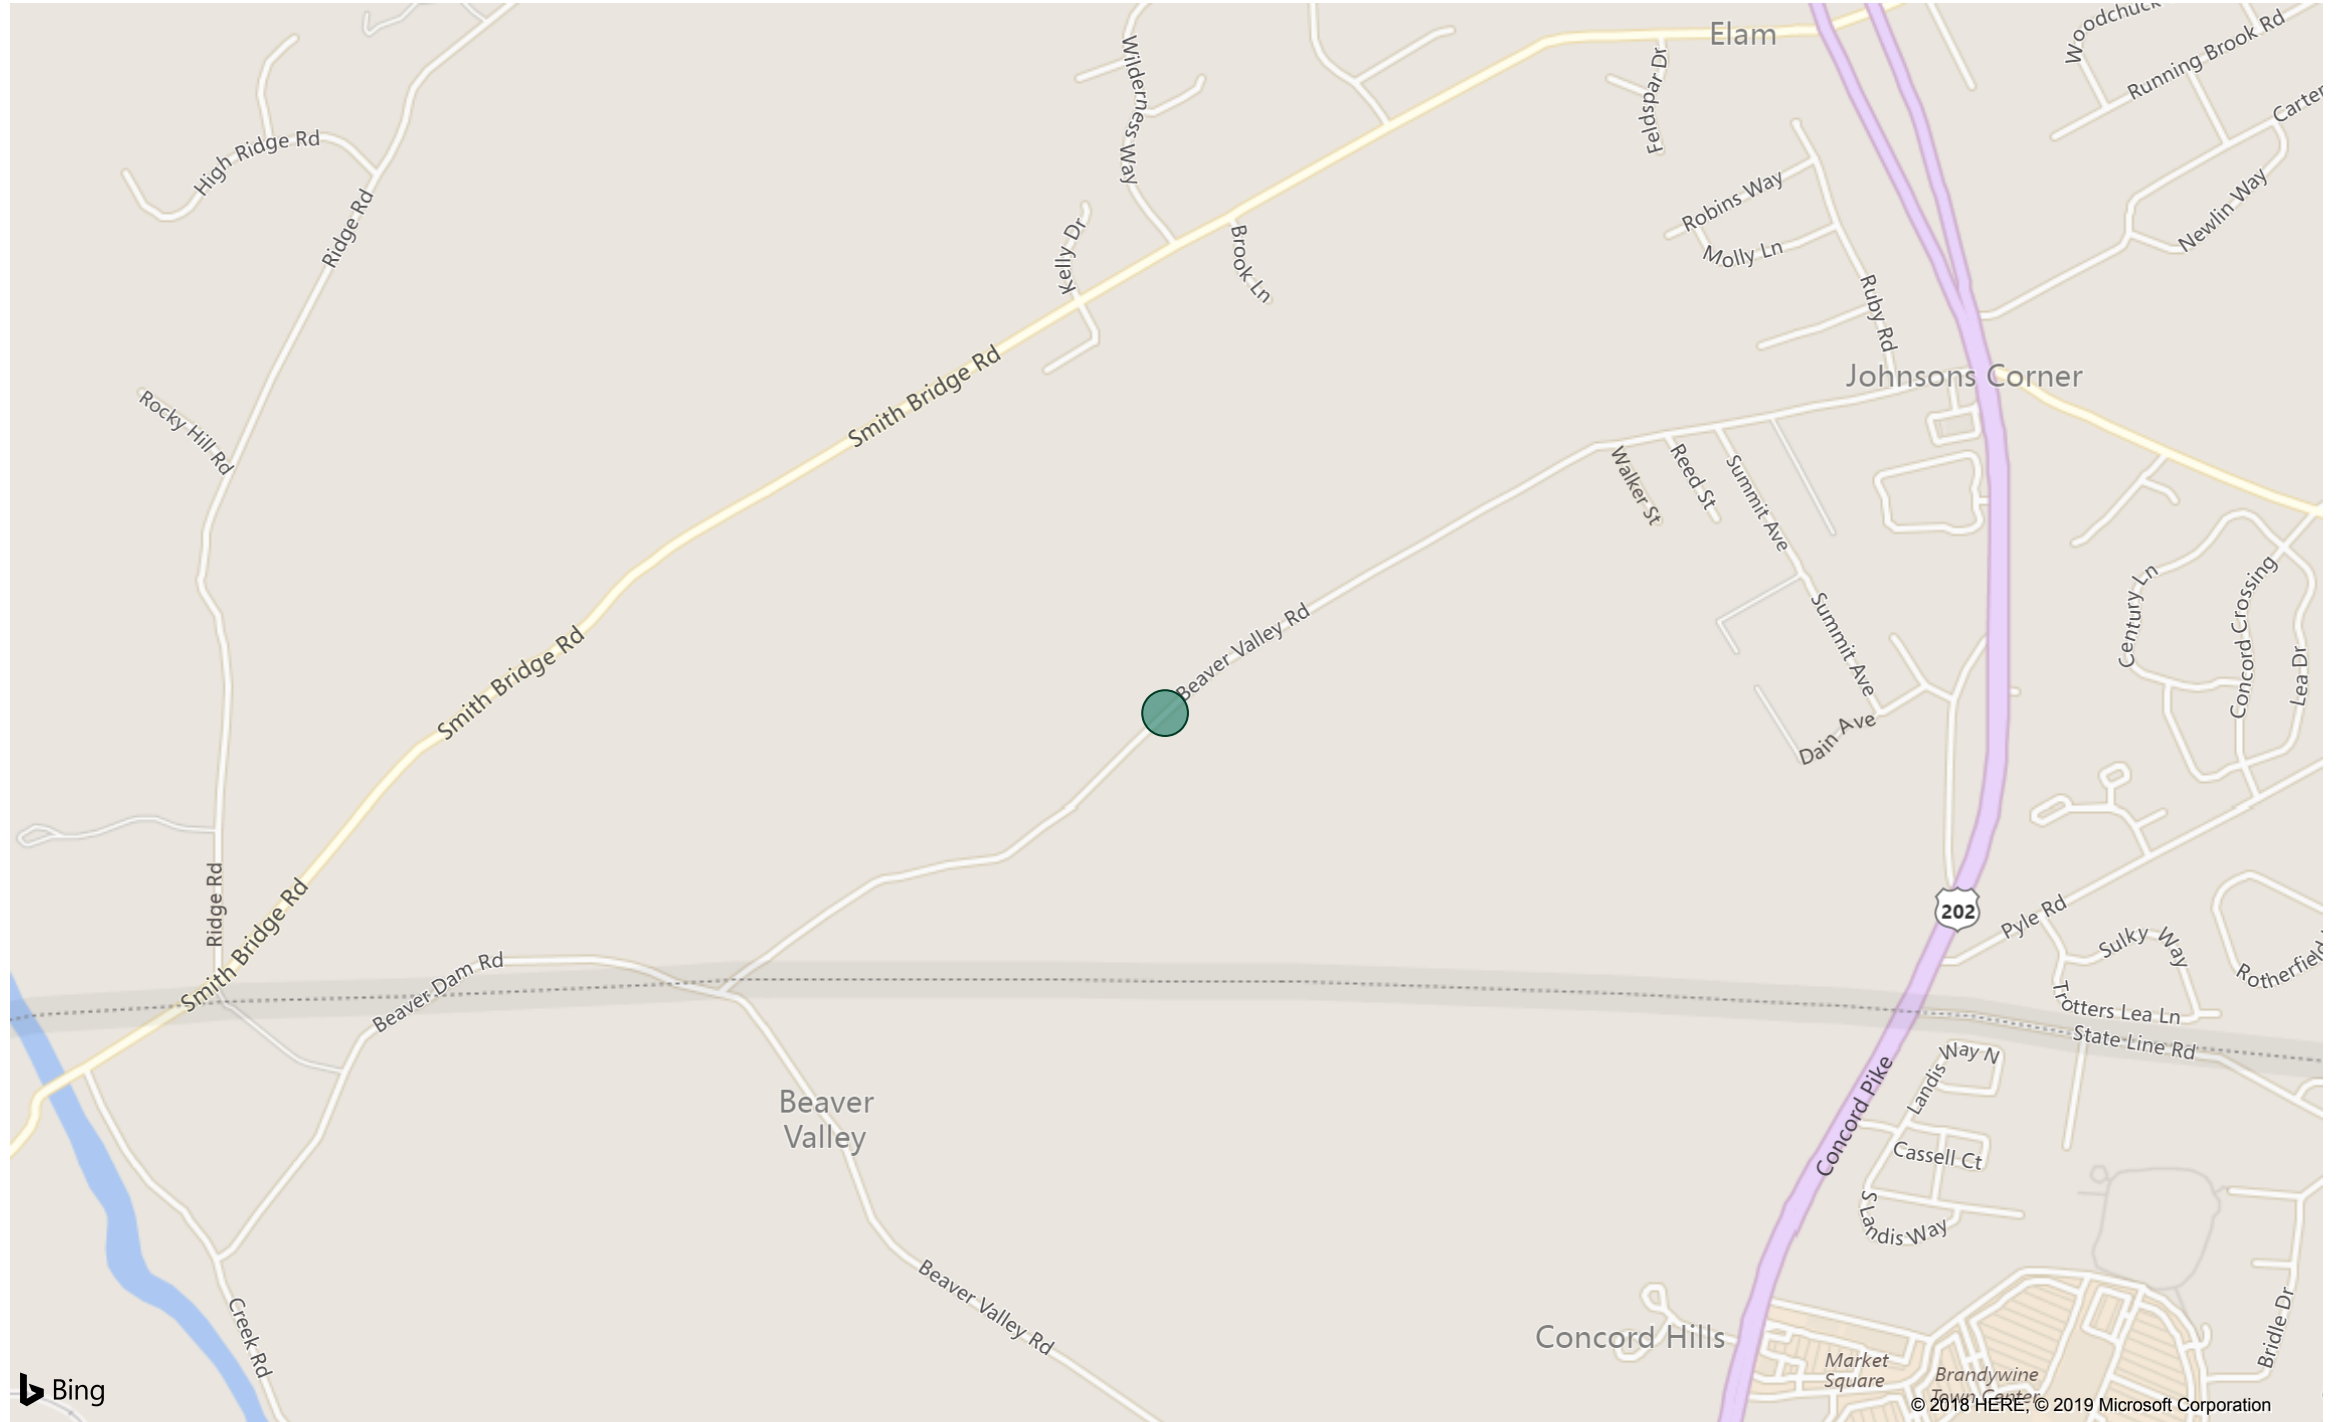 Elam
Woodchuck
Running Brook Rd
Carter
Wilderness Way
Feldspar Dr
High Ridge Rd
Ridge Rd
Robins Way
Newlin Way
Molly Ln
Kelly Dr
Brook Ln
Ruby Rd
Smith Bridge Rd
Johnsons Corner
Rocky Hill Rd
Walker St
Reed St
Summit Ave
Century Ln
Concord Crossing
Beaver Valley Rd
Smith Bridge Rd
Summit Ave
Lea Dr
Dain Ave
Ridge Rd
Smith Bridge Rd
202
Pyle Rd
Sulky Way
Rotherfield
Beaver Dam Rd
Trotters Lea Ln
State Line Rd
Landis Way N
Concord Pike
Beaver
Valley
Cassell Ct
S Landis Way
Beaver Valley Rd
Creek Rd
Concord Hills
Bridle Dr
Market
Square
Brandywine
Town Center
Bing
© 2018 HERE, © 2019 Microsoft Corporation